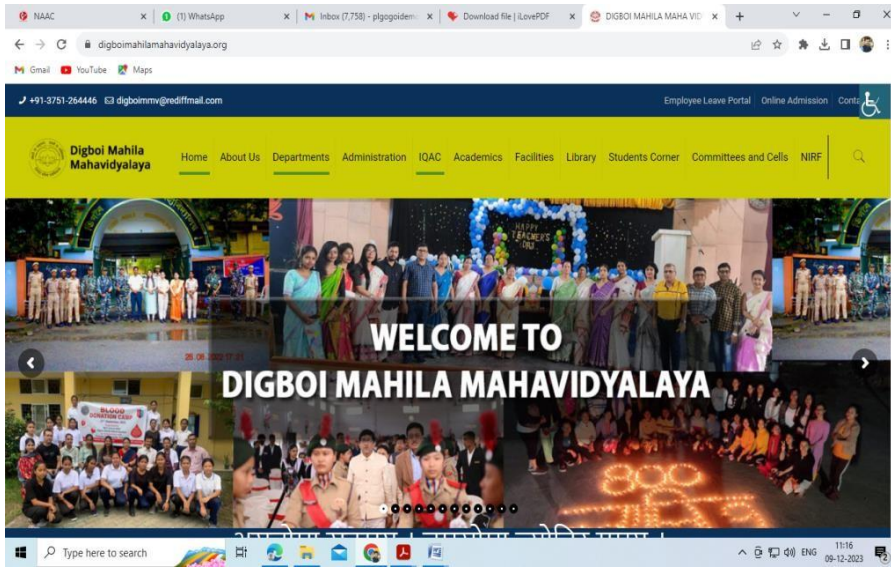 NAAC
(1) WhatsApp
Inbox (7,758) - plgogoidem
Download file | iLovePDF
DIGBOI MAHILA MAHA VID
digboimahilamahavidyalaya.org
Gmail YouTube Maps
+91-3751-264446 digboimmv@rediffmail.com
Employee Leave Portal Online Admission
Digboi Mahila
Mahavidyalaya
Home About Us Departments Administration IQAC Academics Facilities Library Students Corner Committees and Cells NIRF
HAPPY
TEACHER'S
DAY
WELCOME TO
DIGBOI MAHILA MAHAVIDYALAYA
BLOOD
DONATION CAMP
800
Type here to search
ENG
11:16
09-12-2023
2